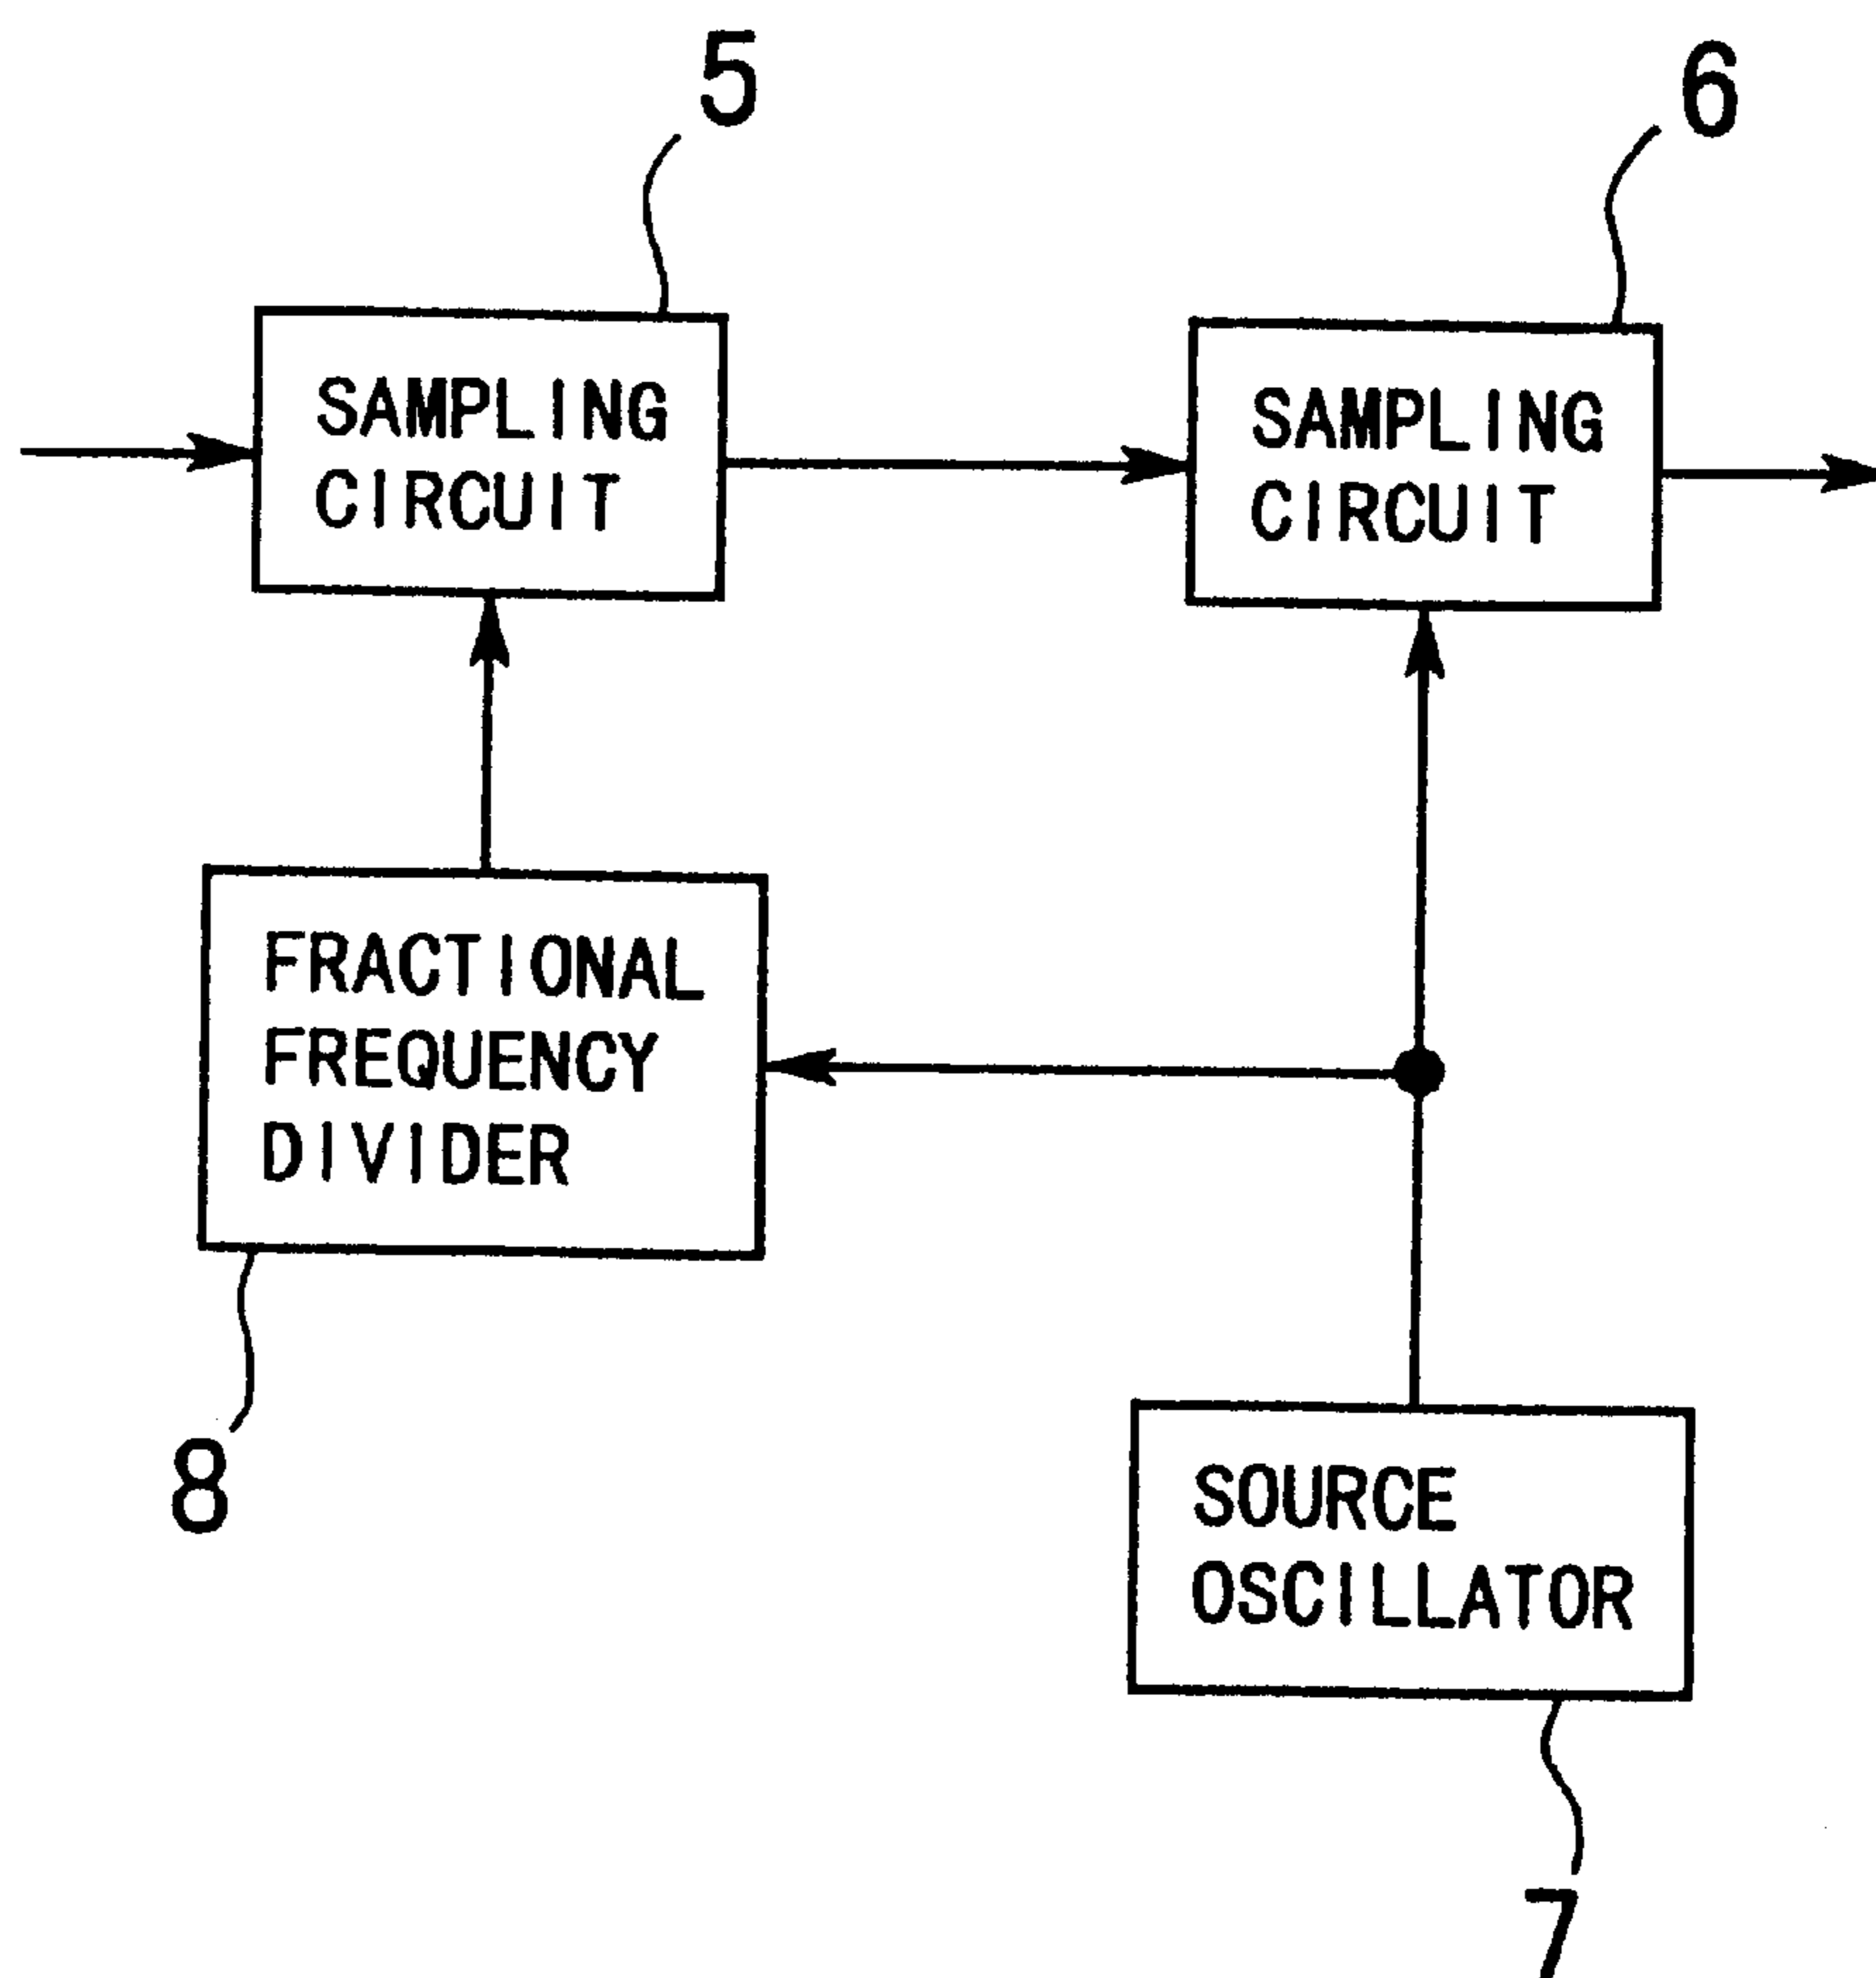 5
6
SAMPLING
CIRCUIT
SAMPLING
CIRCUIT
FRACTIONAL
FREQUENCY
DIVIDER
8
SOURCE
OSCILLATOR
7